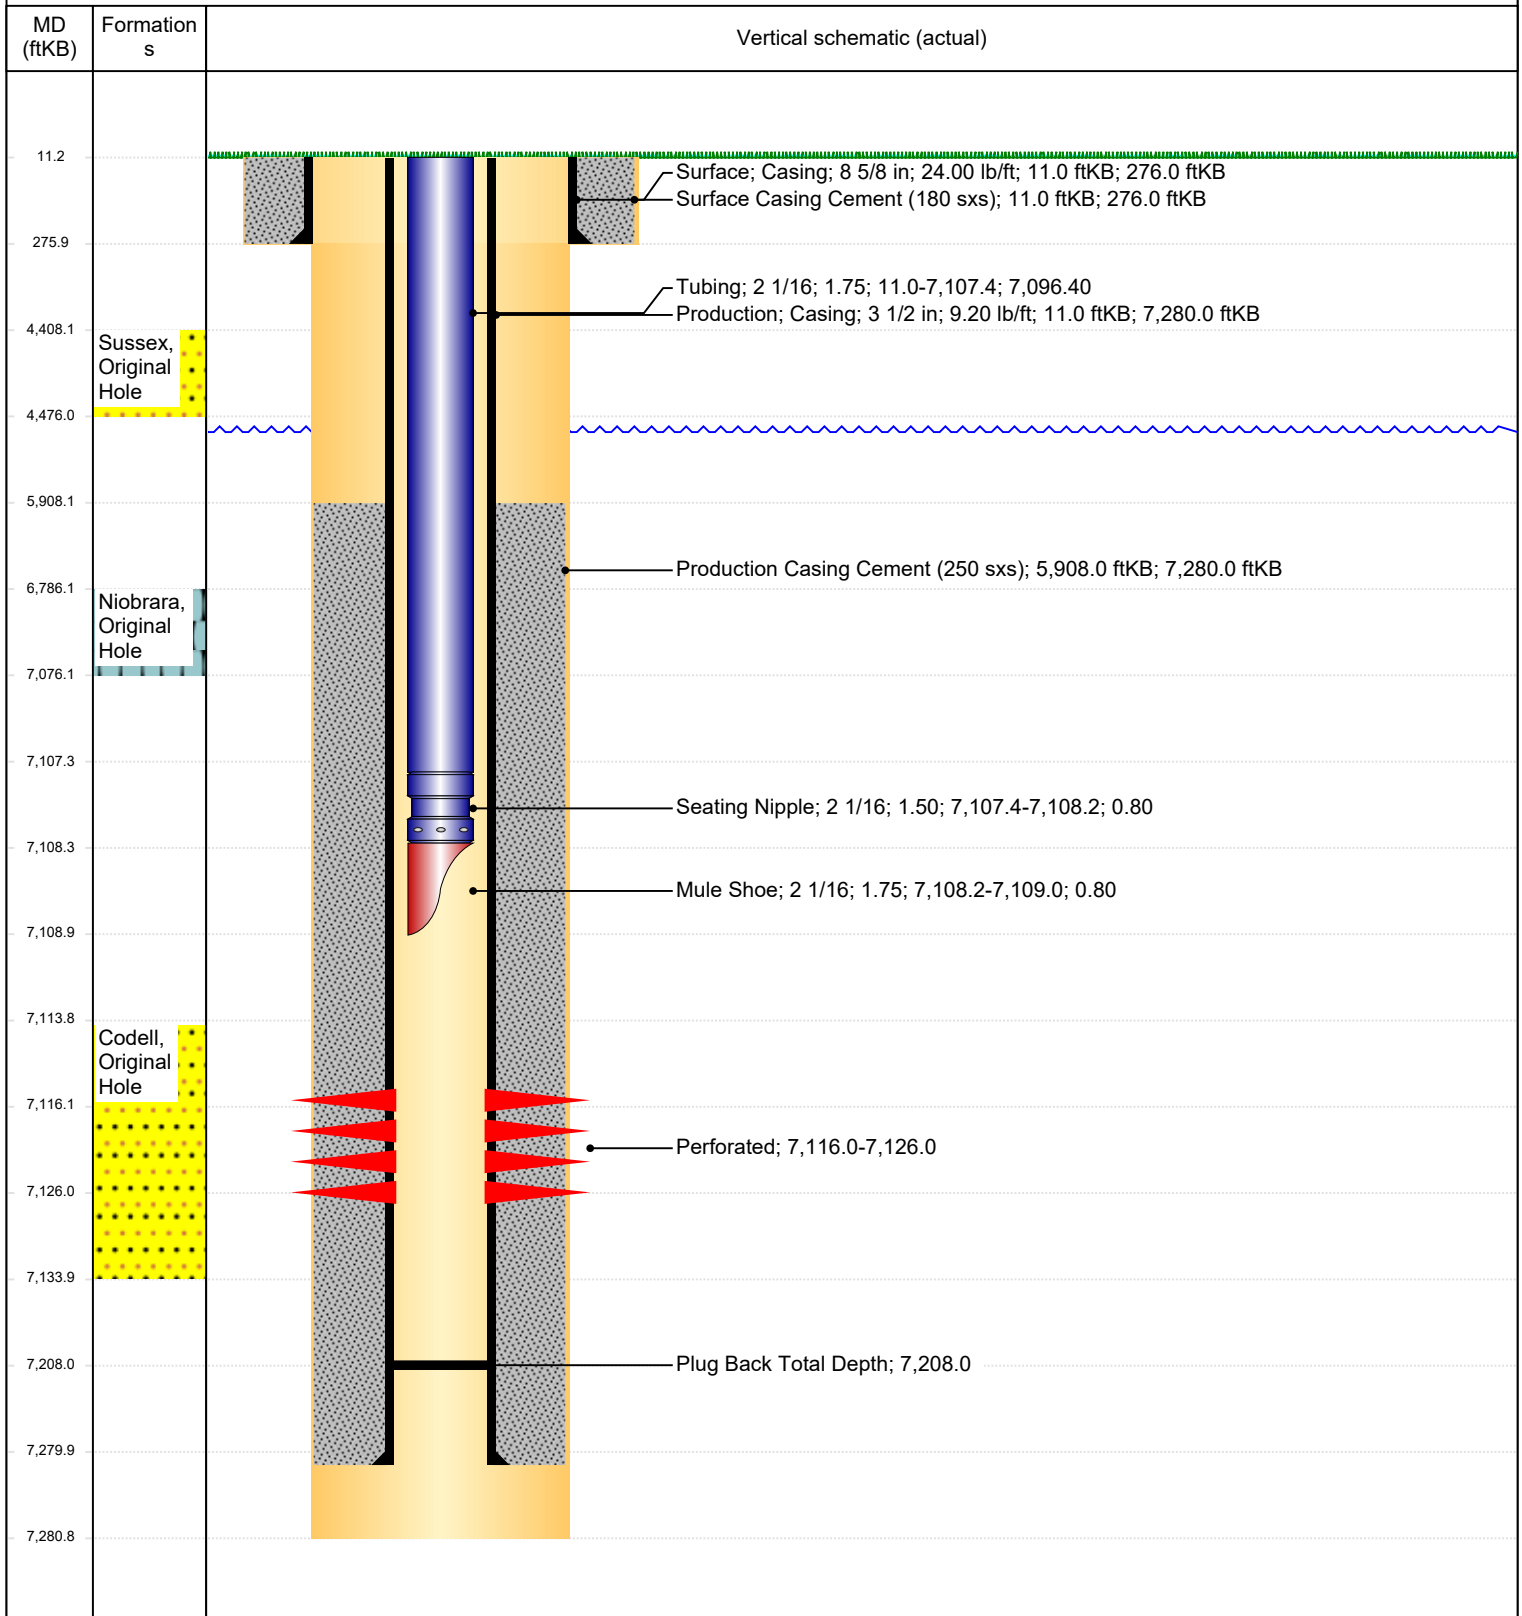 MD
(ftKB)
Formation
s
Vertical schematic (actual)
11.2
Surface; Casing; 8 5/8 in; 24.00 lb/ft; 11.0 ftKB; 276.0 ftKB
Surface Casing Cement (180 sxs); 11.0 ftKB; 276.0 ftKB
275.9
Tubing; 2 1/16; 1.75; 11.0-7,107.4; 7,096.40
Production; Casing; 3 1/2 in; 9.20 lb/ft; 11.0 ftKB; 7,280.0 ftKB
4,408.1
Sussex,
Original
Hole
4,476.0
5,908.1
Production Casing Cement (250 sxs); 5,908.0 ftKB; 7,280.0 ftKB
6,786.1
Niobrara,
Original
Hole
7,076.1
7,107.3
Seating Nipple; 2 1/16; 1.50; 7,107.4-7,108.2; 0.80
7,108.3
Mule Shoe; 2 1/16; 1.75; 7,108.2-7,109.0; 0.80
7,108.9
7,113.8
Codell,
Original
Hole
7,116.1
Perforated; 7,116.0-7,126.0
7,126.0
7,133.9
7,208.0
Plug Back Total Depth; 7,208.0
7,279.9
7,280.8